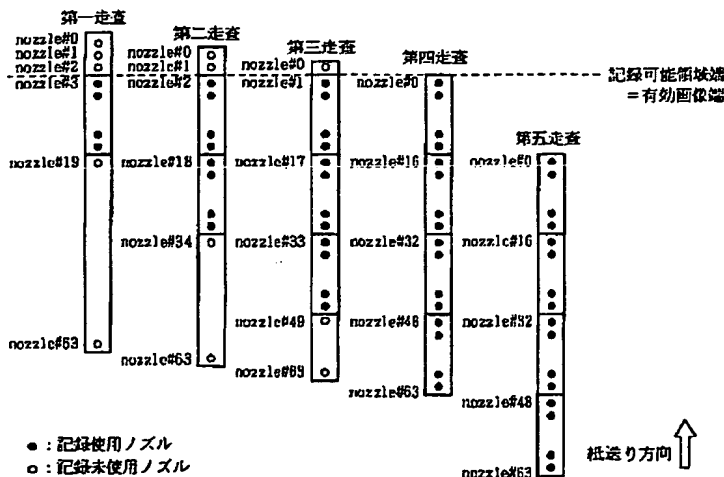 第一走査
nozzle#0
nozzle#1
nozzle#2
nozzle#3
nozzle#19
nozzle#63
第二走査
nozzle#0
nozzle#1
nozzle#2
nozzle#18
nozzle#34
nozzle#63
第三走査
nozzle#0
nozzle#1
nozzle#17
nozzle#33
nozzle#49
nozzle#63
第四走査
nozzle#0
nozzle#16
nozzle#32
nozzle#48
nozzle#63
第五走査
nozzle#0
nozzle#16
nozzle#32
nozzle#48
nozzle#63
記録可能領域端
=有効画像端
●:記録使用ノズル
○:記録未使用ノズル
紙送り方向